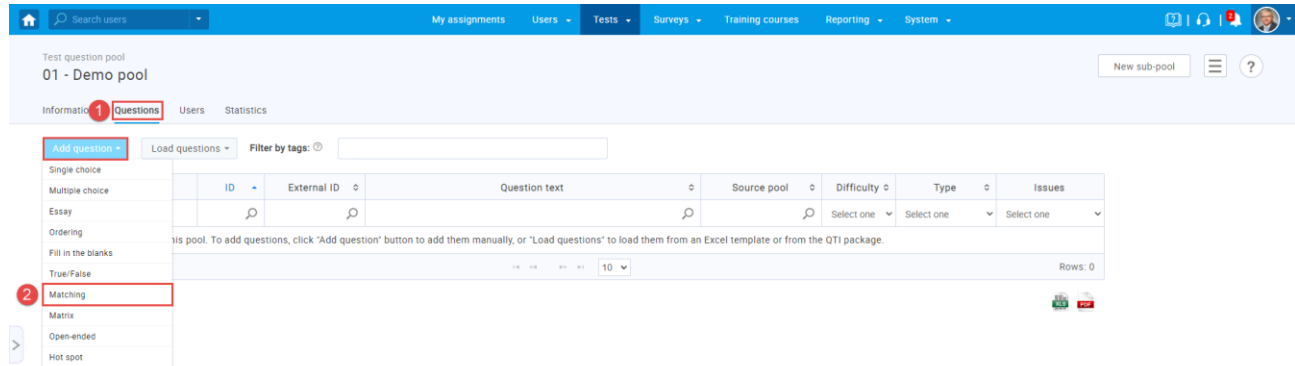 Search users My assignments Users Tests Surveys Training courses Reporting System 2
Test question pool
01 - Demo pool
New sub-pool ?
Informatio 1 Questions Users Statistics
Add question Load questions Filter by tags: ?
Single choice
Multiple choice ID External ID Question text Source pool Difficulty Type Issues
Essay Select one Select one Select one
Ordering
his pool. To add questions, click "Add question" button to add them manually, or "Load questions" to load them from an Excel template or from the QTI package.
Fill in the blanks
True/False 10 Rows: 0
2 Matching
XLS PDF
Matrix
Open-ended
>
Hot spot